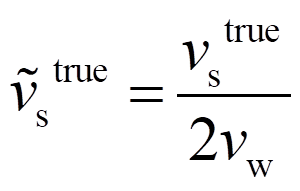 ṽ_s^true = v_s^true / 2v_w